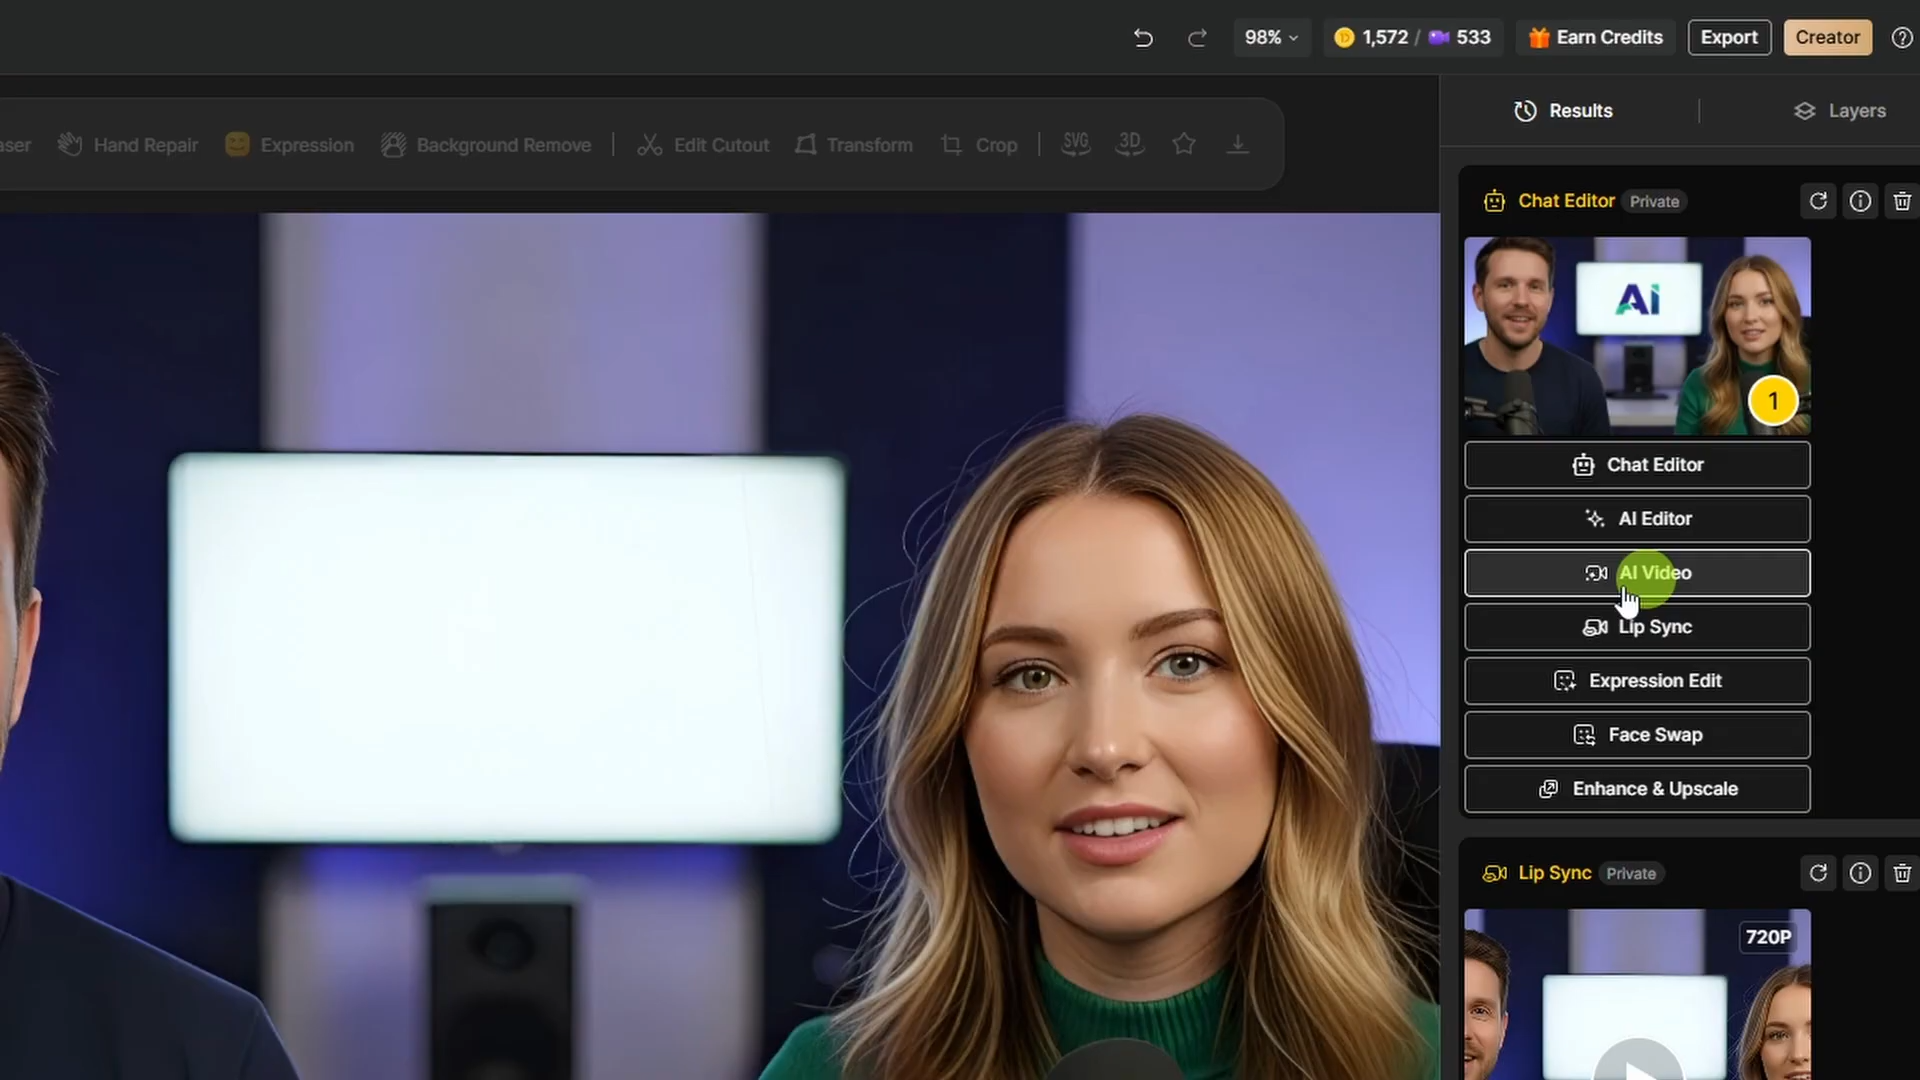 98%
1,572 / 533
Earn Credits
Export
Creator
Results
Layers
aser
Hand Repair
Expression
Background Remove
Edit Cutout
Transform
Crop
SVG
3D
Chat Editor Private
Ai
1
Chat Editor
AI Editor
AI Video
Lip Sync
Expression Edit
Face Swap
Enhance & Upscale
Lip Sync Private
720P